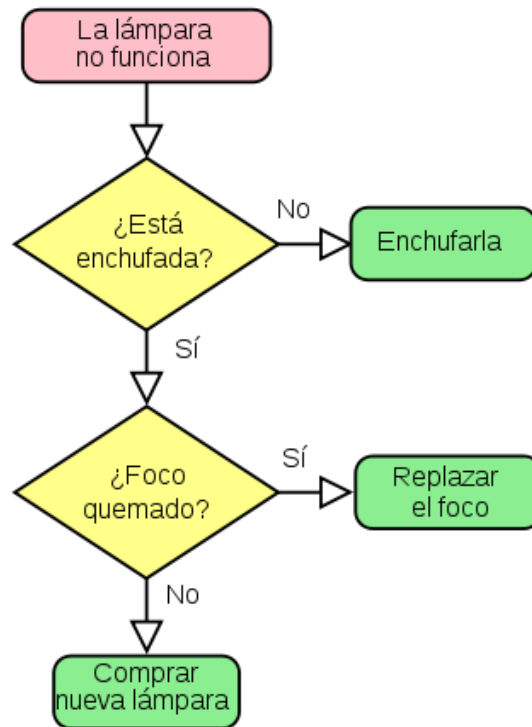 La lámpara
no funciona
¿Está
enchufada?
No
Enchufarla
Sí
¿Foco
quemado?
Sí
Replazar
el foco
No
Comprar
nueva lámpara